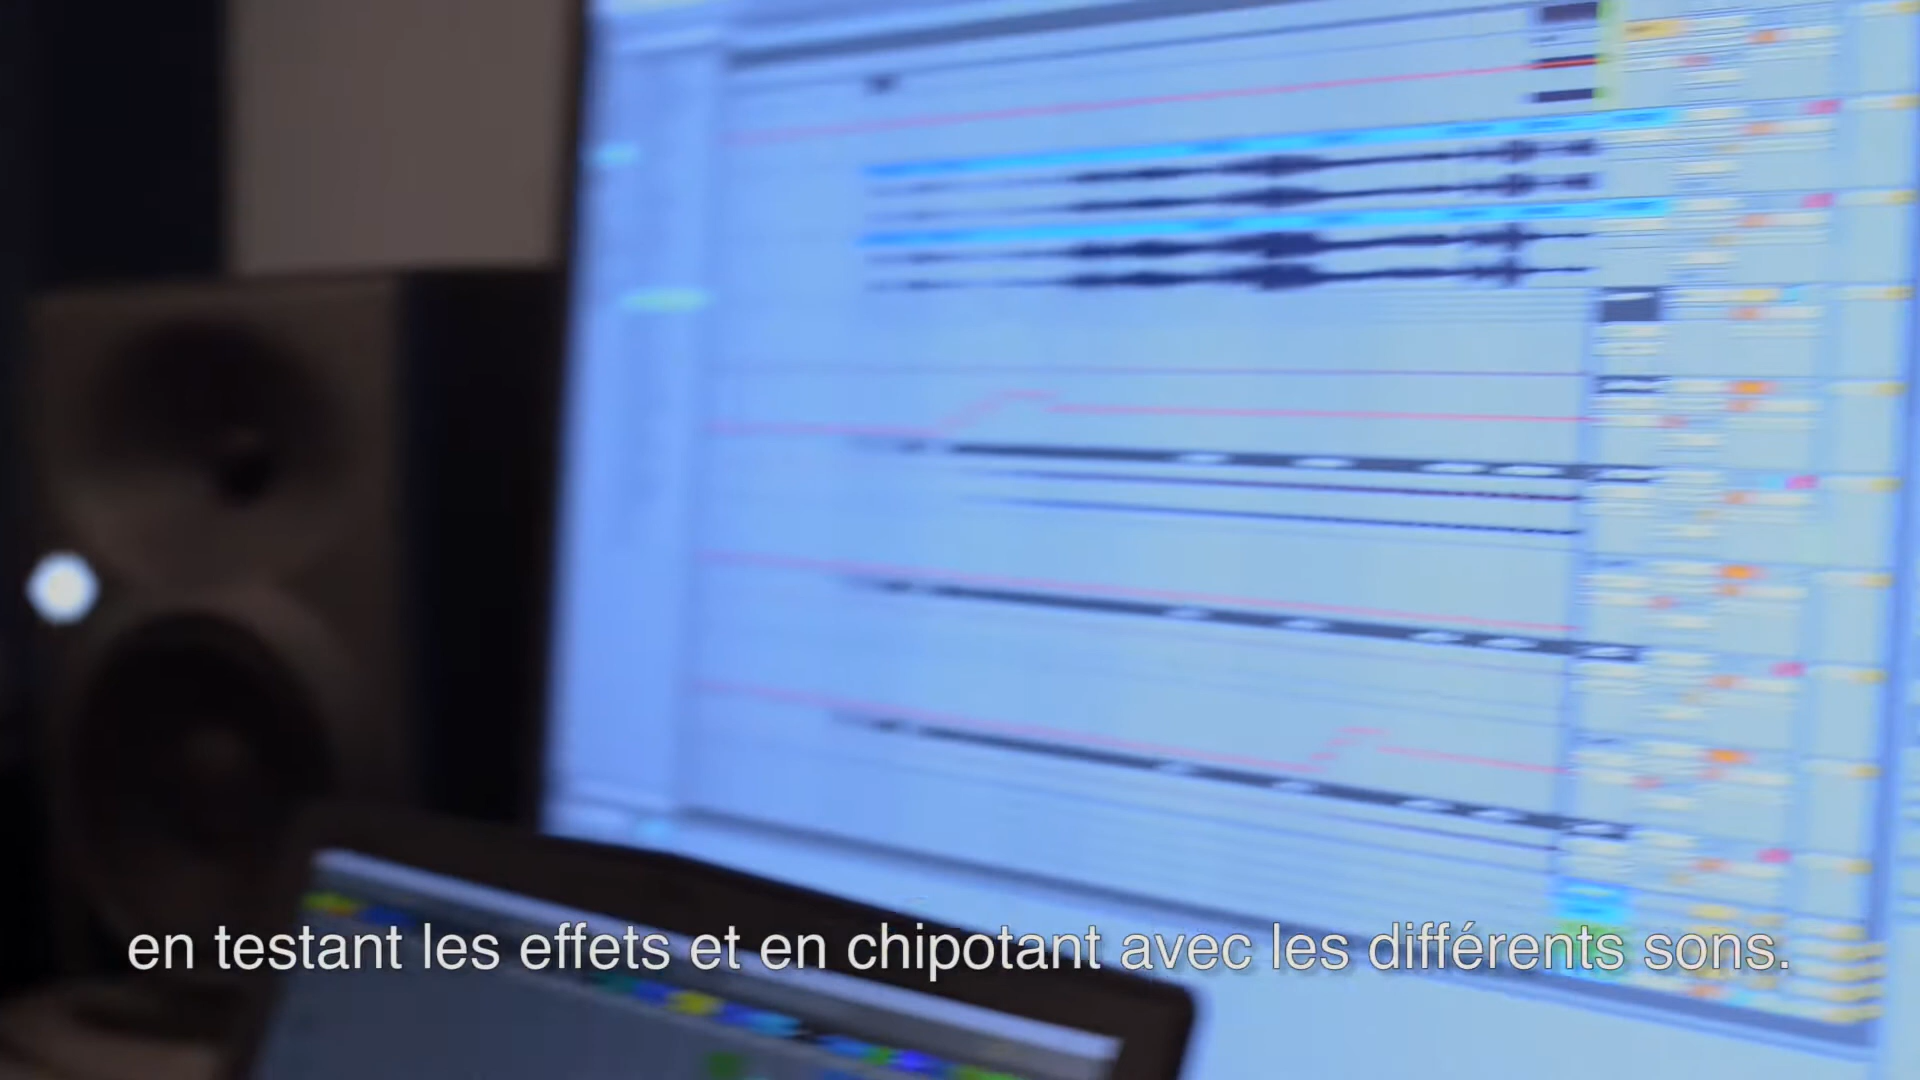 en testant les effets et en chipotant avec les différents sons.